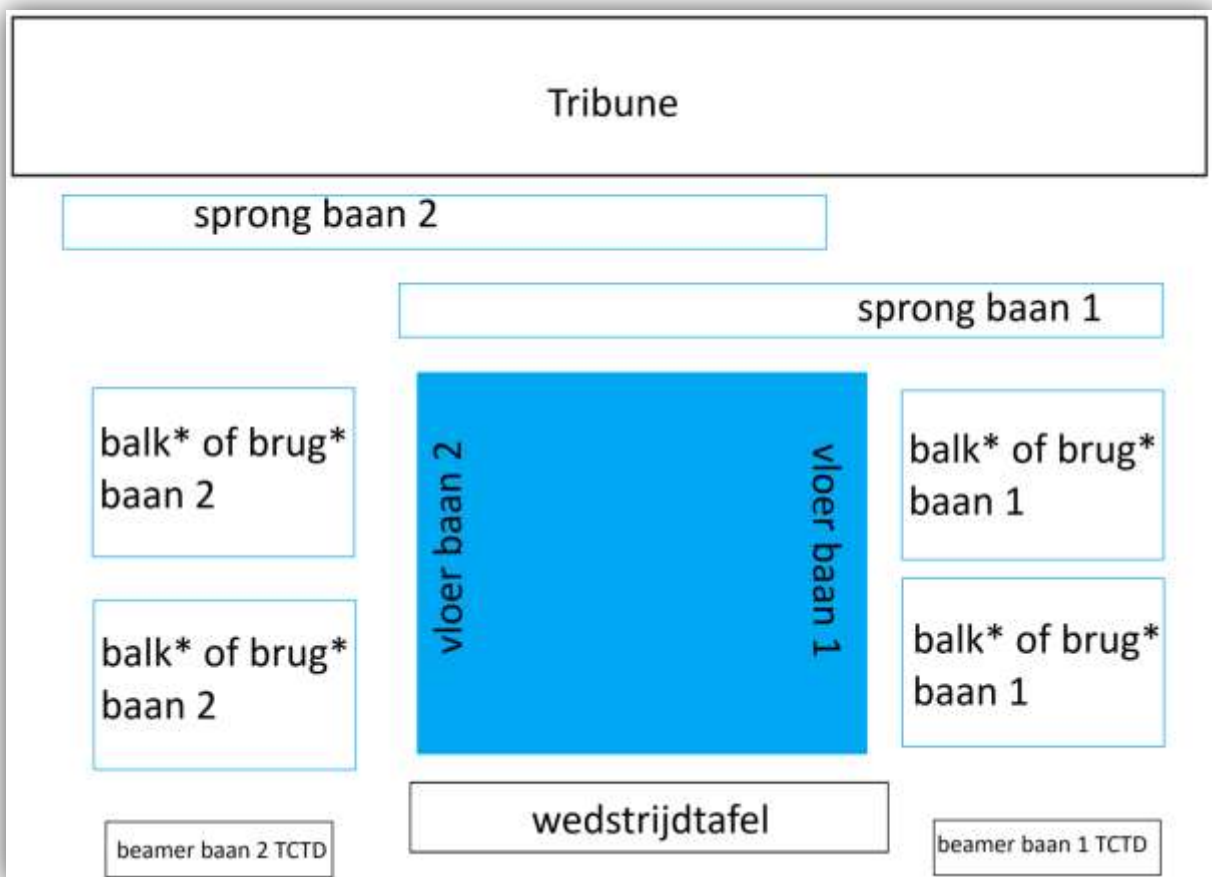 Tribune
sprong baan 2
sprong baan 1
balk* of brug*
baan 2
vloer baan 2
vloer baan 1
balk* of brug*
baan 1
balk* of brug*
baan 2
balk* of brug*
baan 1
wedstrijdtafel
beamer baan 2 TCTD
beamer baan 1 TCTD